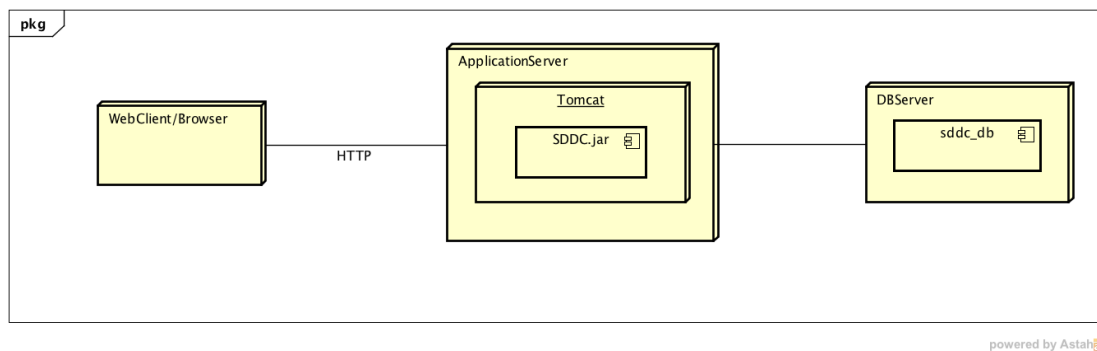 pkg
ApplicationServer
Tomcat
SDDC.jar
WebClient/Browser
HTTP
DBServer
sddc_db
powered by Astah